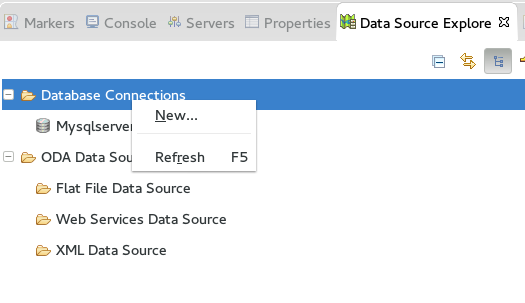 Markers Console Servers Properties Data Source Explore
Database Connections
New...
Mysqlserver
Refresh F5
ODA Data Sou
Flat File Data Source
Web Services Data Source
XML Data Source